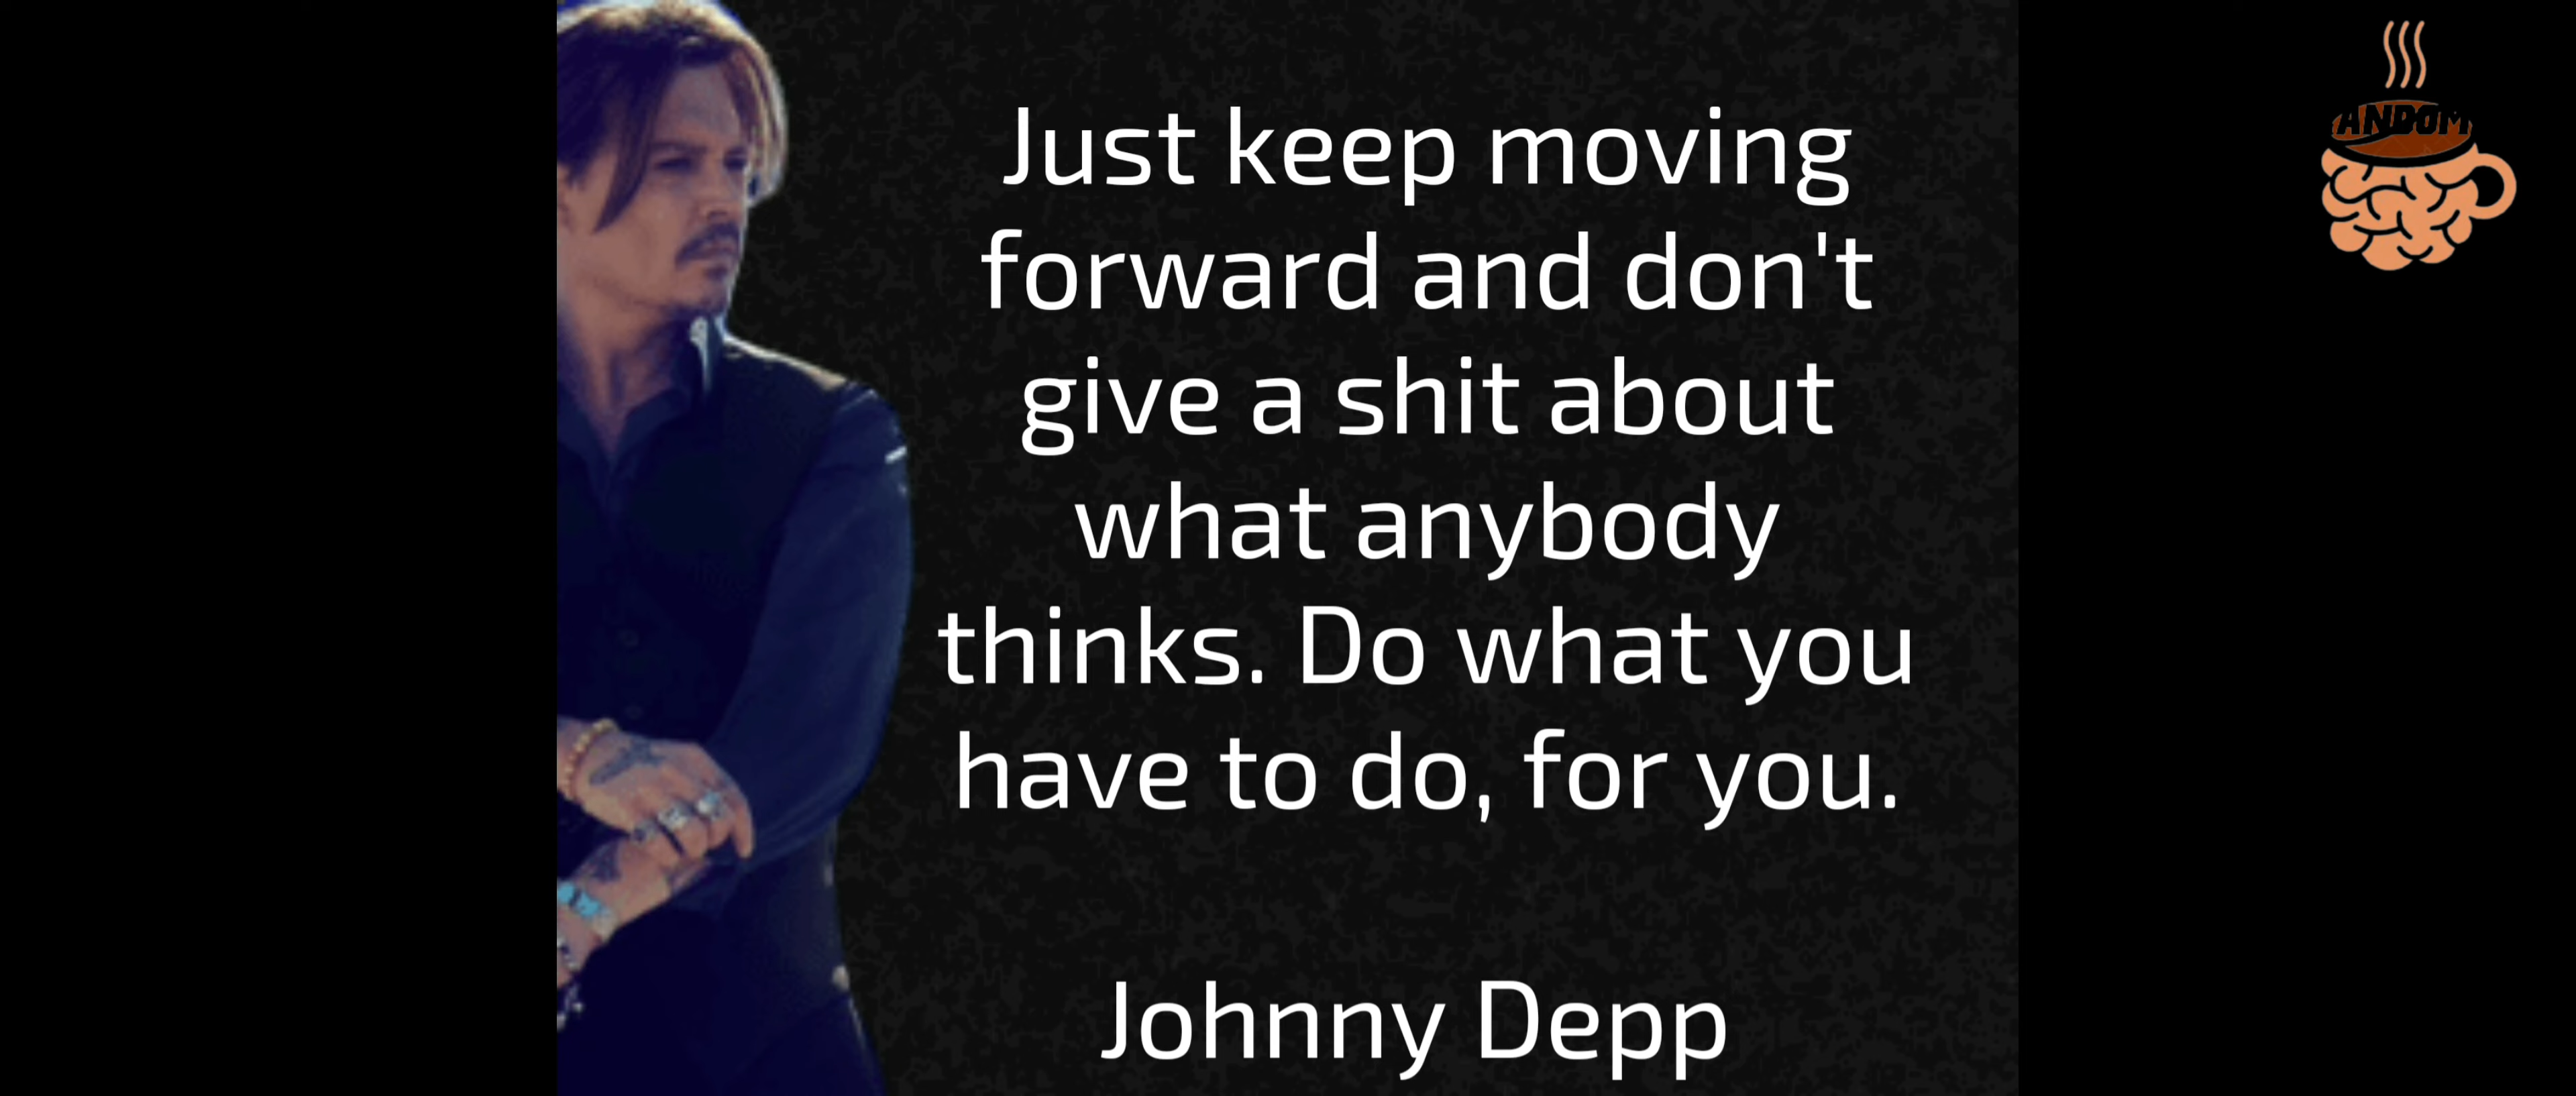 Just keep moving
forward and don't
give a shit about
what anybody
thinks. Do what you
have to do, for you.
Johnny Depp
ANDOM